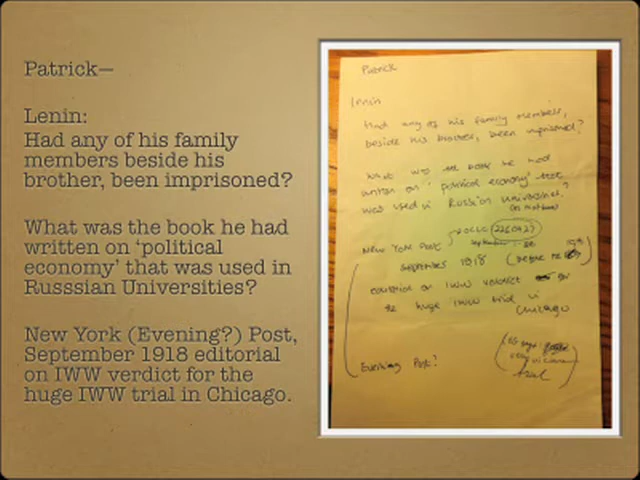 Patrick—
Lenin:
Had any of his family
members beside his
brother, been imprisoned?
What was the book he had
written on ‘political
economy’ that was used in
Russsian Universities?
New York (Evening?) Post,
September 1918 editorial
on IWW verdict for the
huge IWW trial in Chicago.
Patrick
Lenin
Had any of his family members,
beside his brother, been imprisoned?
What was the book he had
written on 'political economy' that
was used in Russian Universities?
New York Post
September 1918
on IWW verdict
the huge IWW trial in
Chicago
Evening Post?
trial